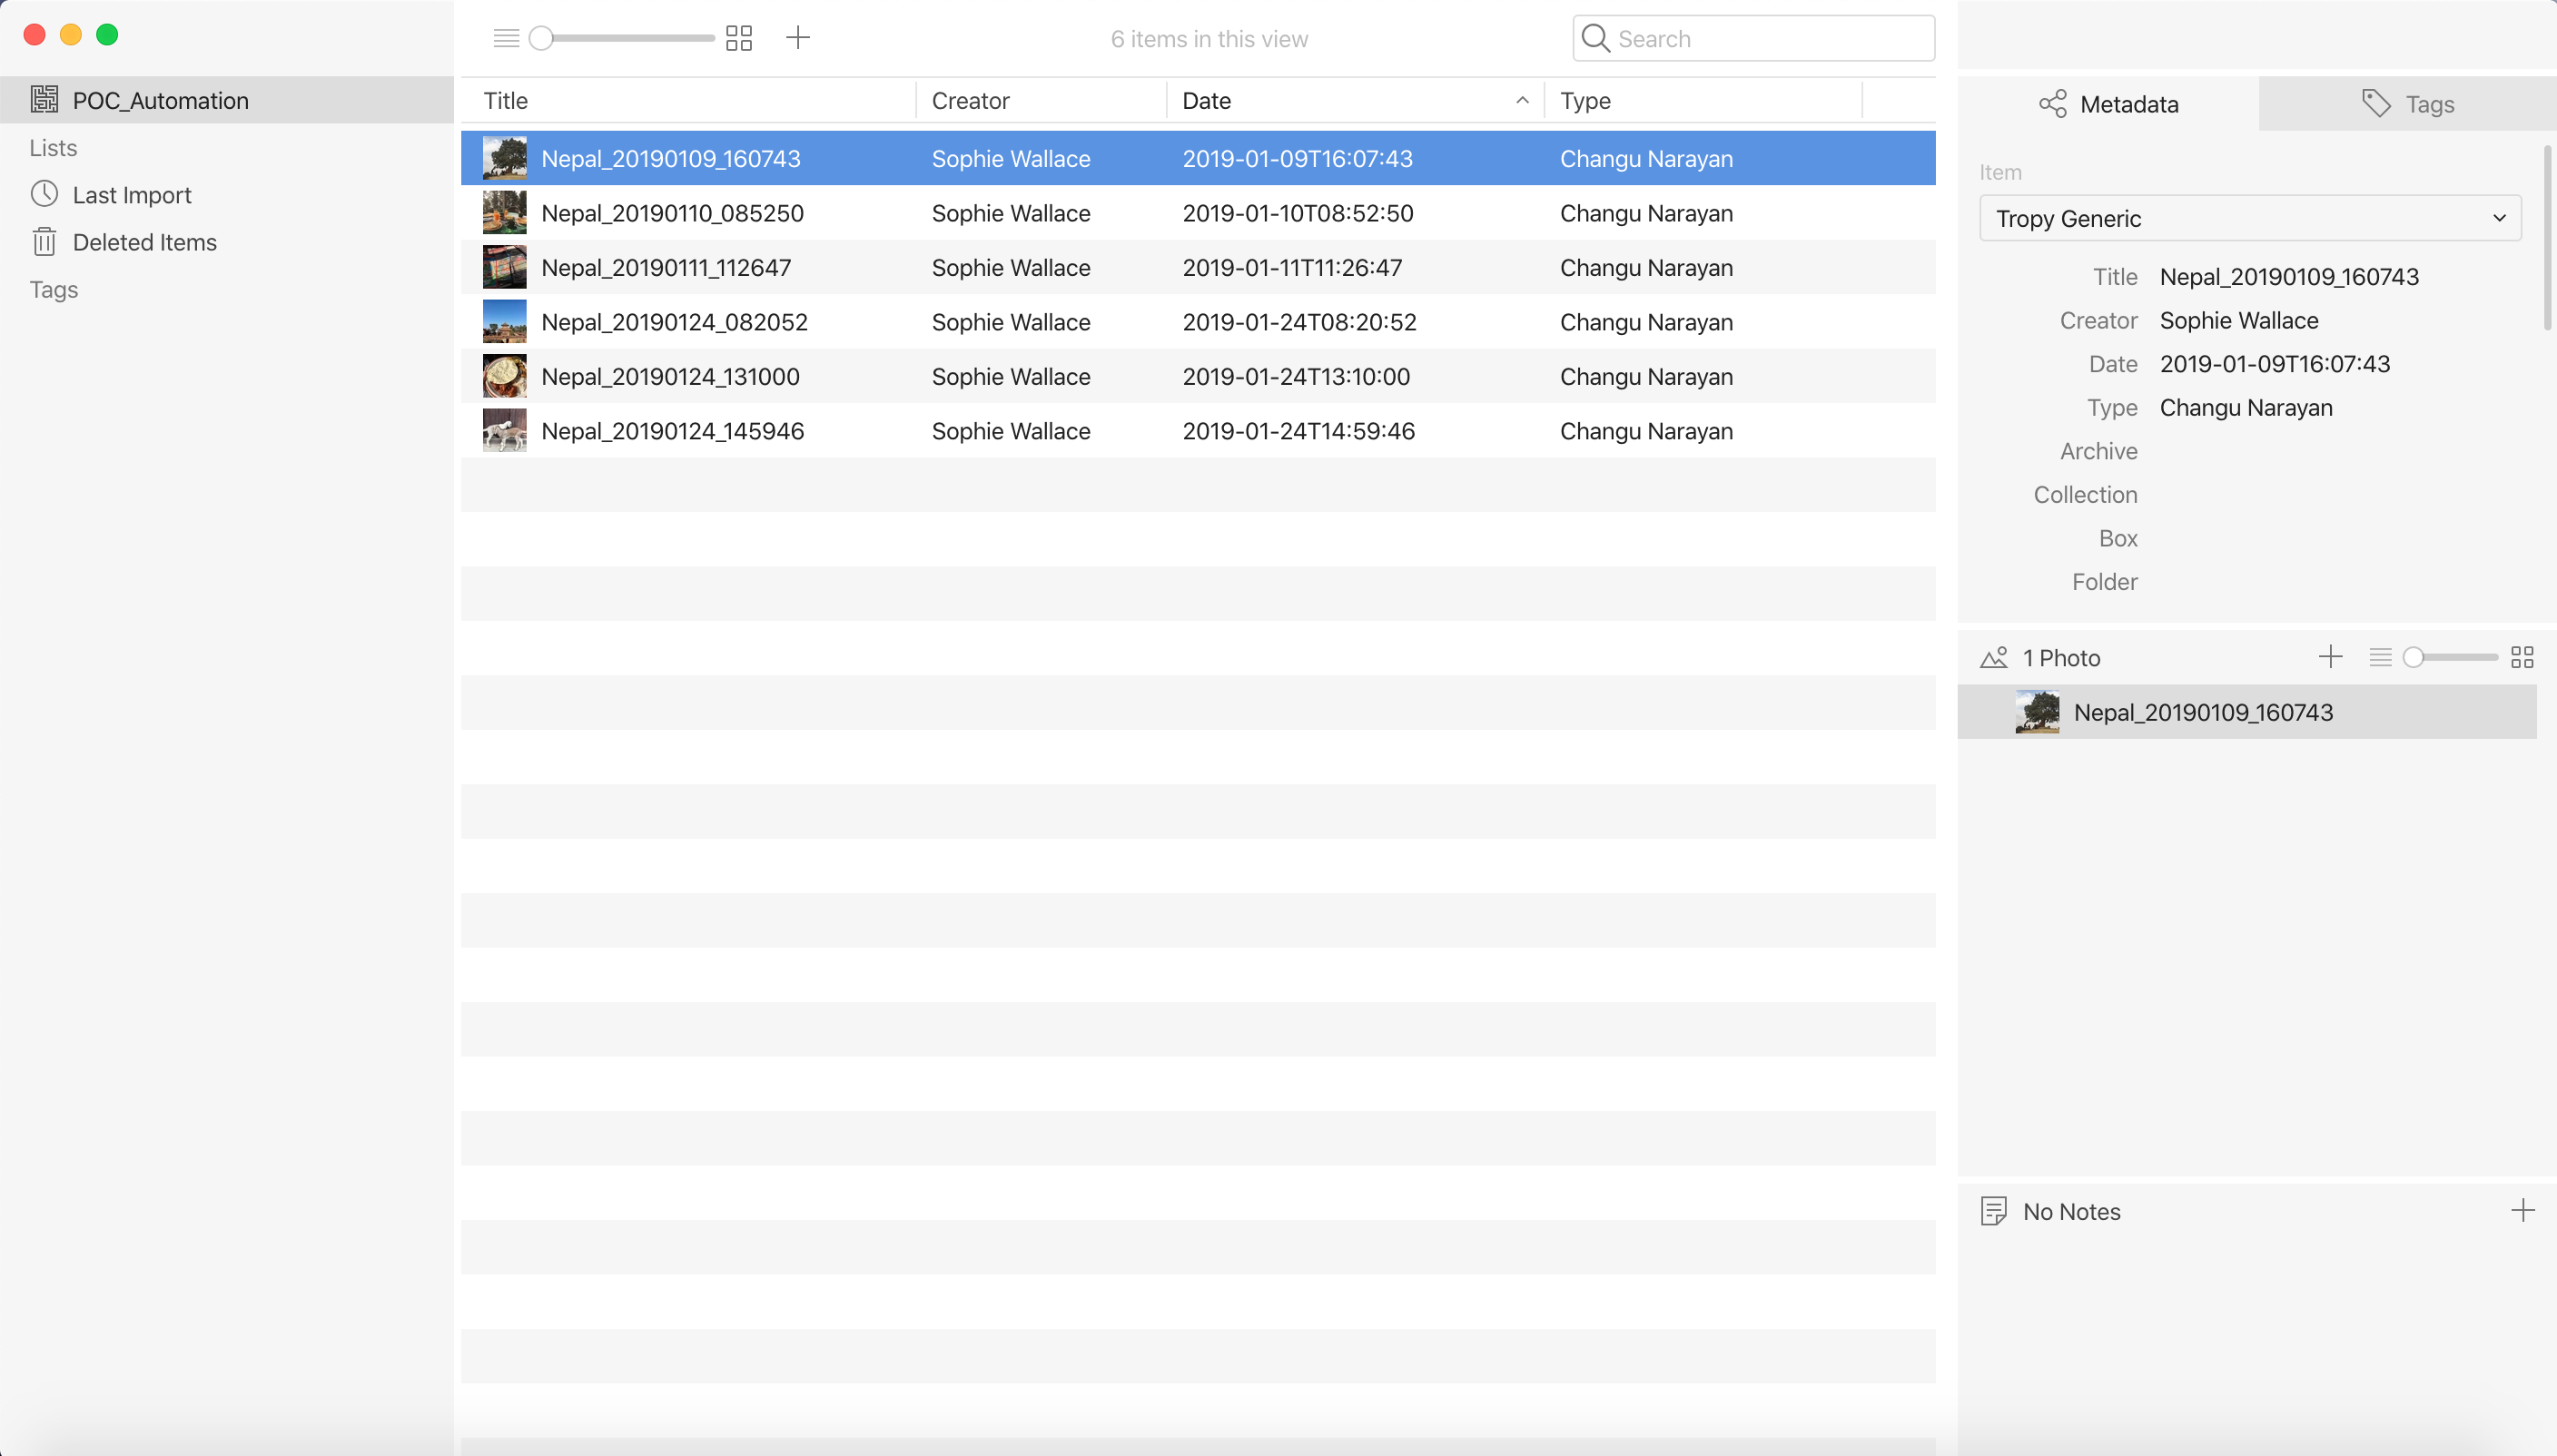 6 items in this view
Search
POC_Automation
Lists
Last Import
Deleted Items
Tags
Title Creator Date Type
Nepal_20190109_160743 Sophie Wallace 2019-01-09T16:07:43 Changu Narayan
Nepal_20190110_085250 Sophie Wallace 2019-01-10T08:52:50 Changu Narayan
Nepal_20190111_112647 Sophie Wallace 2019-01-11T11:26:47 Changu Narayan
Nepal_20190124_082052 Sophie Wallace 2019-01-24T08:20:52 Changu Narayan
Nepal_20190124_131000 Sophie Wallace 2019-01-24T13:10:00 Changu Narayan
Nepal_20190124_145946 Sophie Wallace 2019-01-24T14:59:46 Changu Narayan
Metadata Tags
Item
Tropy Generic
Title Nepal_20190109_160743
Creator Sophie Wallace
Date 2019-01-09T16:07:43
Type Changu Narayan
Archive
Collection
Box
Folder
1 Photo
Nepal_20190109_160743
No Notes